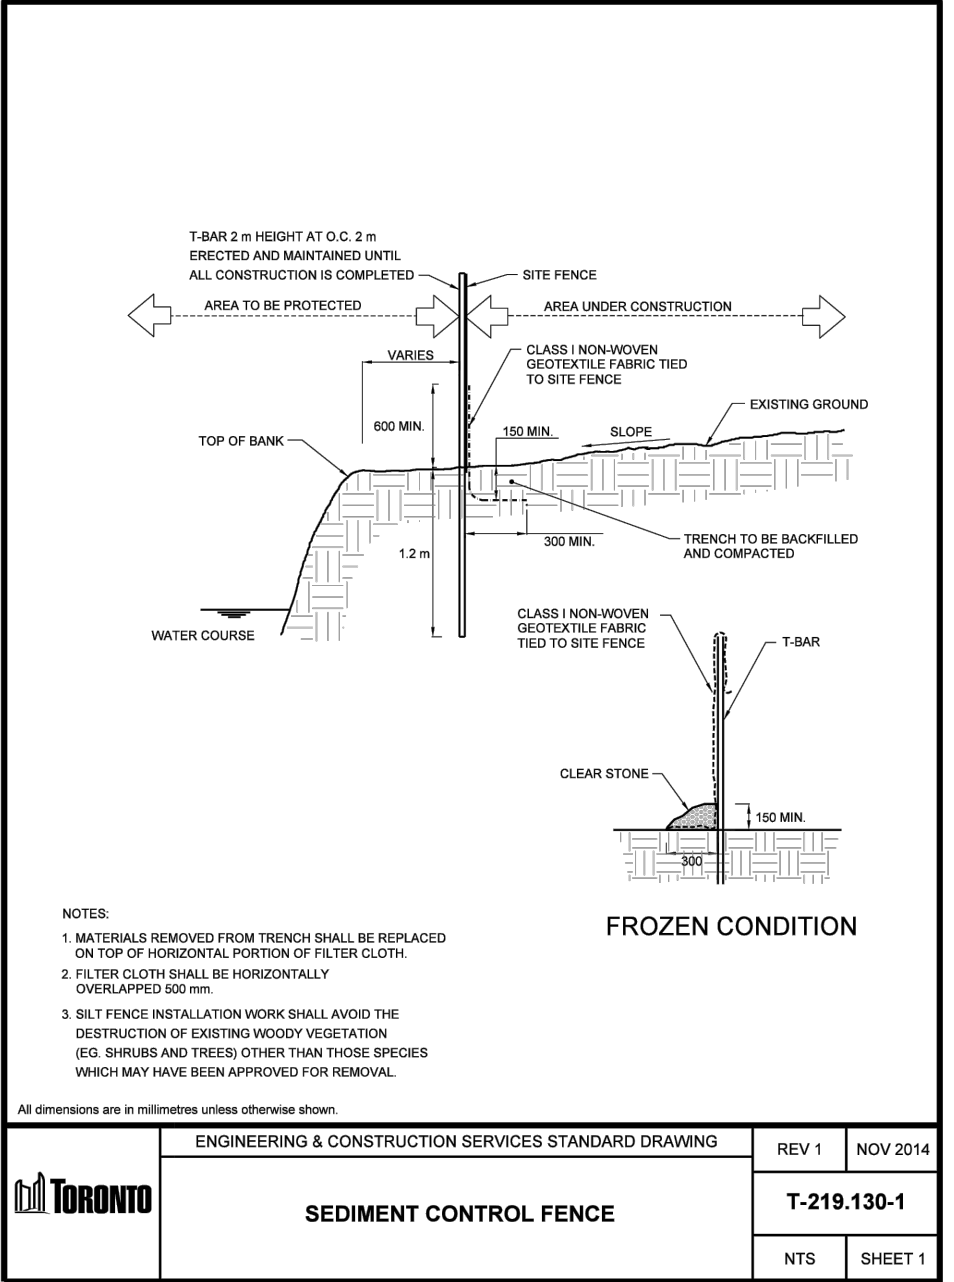 T-BAR 2 m HEIGHT AT O.C. 2 m
ERECTED AND MAINTAINED UNTIL
ALL CONSTRUCTION IS COMPLETED
SITE FENCE
AREA TO BE PROTECTED
AREA UNDER CONSTRUCTION
VARIES
CLASS I NON-WOVEN
GEOTEXTILE FABRIC TIED
TO SITE FENCE
EXISTING GROUND
600 MIN.
150 MIN.
SLOPE
TOP OF BANK
1.2 m
300 MIN.
TRENCH TO BE BACKFILLED
AND COMPACTED
WATER COURSE
CLASS I NON-WOVEN
GEOTEXTILE FABRIC
TIED TO SITE FENCE
T-BAR
CLEAR STONE
150 MIN.
300
FROZEN CONDITION
NOTES:
1. MATERIALS REMOVED FROM TRENCH SHALL BE REPLACED
ON TOP OF HORIZONTAL PORTION OF FILTER CLOTH.
2. FILTER CLOTH SHALL BE HORIZONTALLY
OVERLAPPED 500 mm.
3. SILT FENCE INSTALLATION WORK SHALL AVOID THE
DESTRUCTION OF EXISTING WOODY VEGETATION
(EG. SHRUBS AND TREES) OTHER THAN THOSE SPECIES
WHICH MAY HAVE BEEN APPROVED FOR REMOVAL.
All dimensions are in millimetres unless otherwise shown.
TORONTO
ENGINEERING & CONSTRUCTION SERVICES STANDARD DRAWING
SEDIMENT CONTROL FENCE
REV 1
NOV 2014
T-219.130-1
NTS
SHEET 1